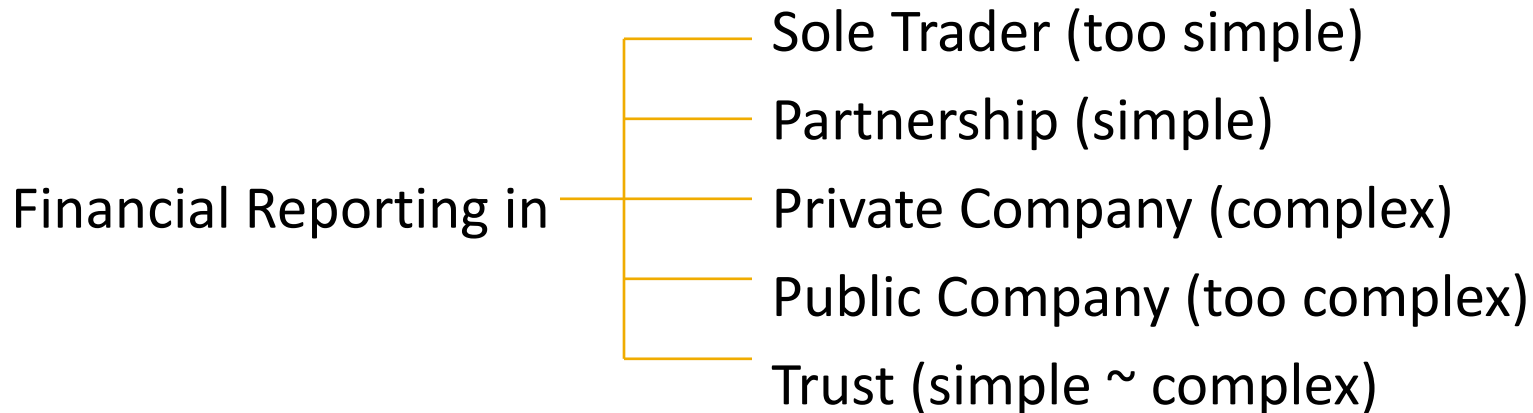 Sole Trader (too simple)
Partnership (simple)
Financial Reporting in
Private Company (complex)
Public Company (too complex)
Trust (simple ~ complex)